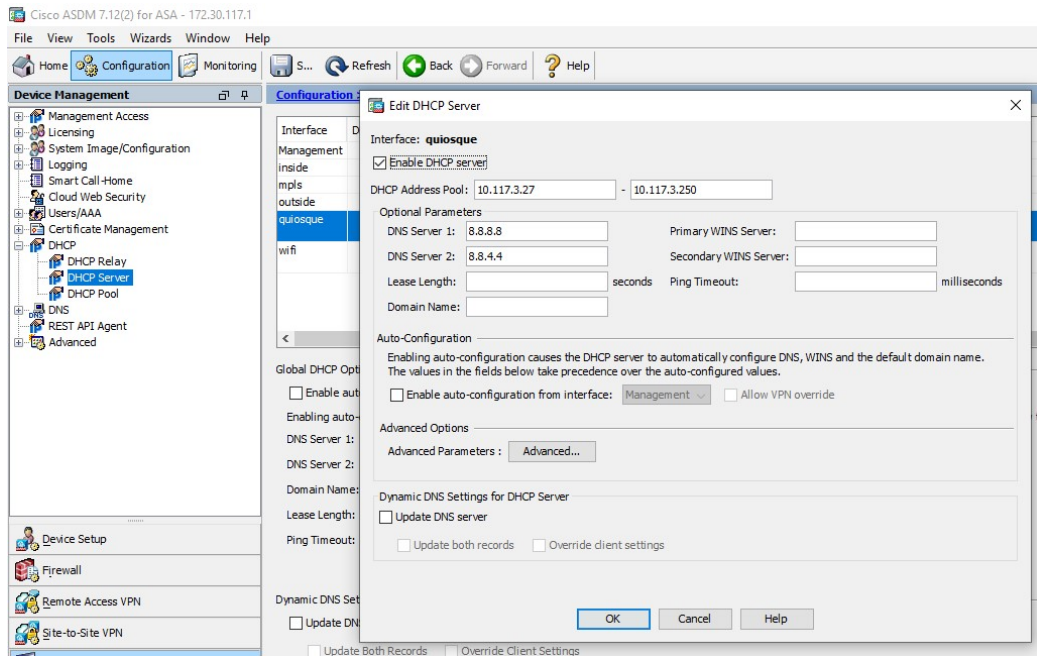 Cisco ASDM 7.12(2) for ASA - 172.30.117.1
File View Tools Wizards Window Help
Home Configuration Monitoring S... Refresh Back Forward Help
Device Management
Management Access
Licensing
System Image/Configuration
Logging
Smart Call-Home
Cloud Web Security
Users/AAA
Certificate Management
DHCP
DHCP Relay
DHCP Server
DHCP Pool
DNS
REST API Agent
Advanced
Device Setup
Firewall
Remote Access VPN
Site-to-Site VPN
Configuration >
Interface D
Management
inside
mpls
outside
quiosque
wifi
Global DHCP Opt
Enable aut
Enabling auto-
DNS Server 1:
DNS Server 2:
Domain Name:
Lease Length:
Ping Timeout:
Dynamic DNS Set
Update DN
Update Both Records Override Client Settings
Edit DHCP Server
Interface: quiosque
Enable DHCP server
DHCP Address Pool: 10.117.3.27 - 10.117.3.250
Optional Parameters
DNS Server 1: 8.8.8.8 Primary WINS Server:
DNS Server 2: 8.8.4.4 Secondary WINS Server:
Lease Length: seconds Ping Timeout: milliseconds
Domain Name:
Auto-Configuration
Enabling auto-configuration causes the DHCP server to automatically configure DNS, WINS and the default domain name.
The values in the fields below take precedence over the auto-configured values.
Enable auto-configuration from interface: Management Allow VPN override
Advanced Options
Advanced Parameters : Advanced...
Dynamic DNS Settings for DHCP Server
Update DNS server
Update both records Override client settings
OK Cancel Help